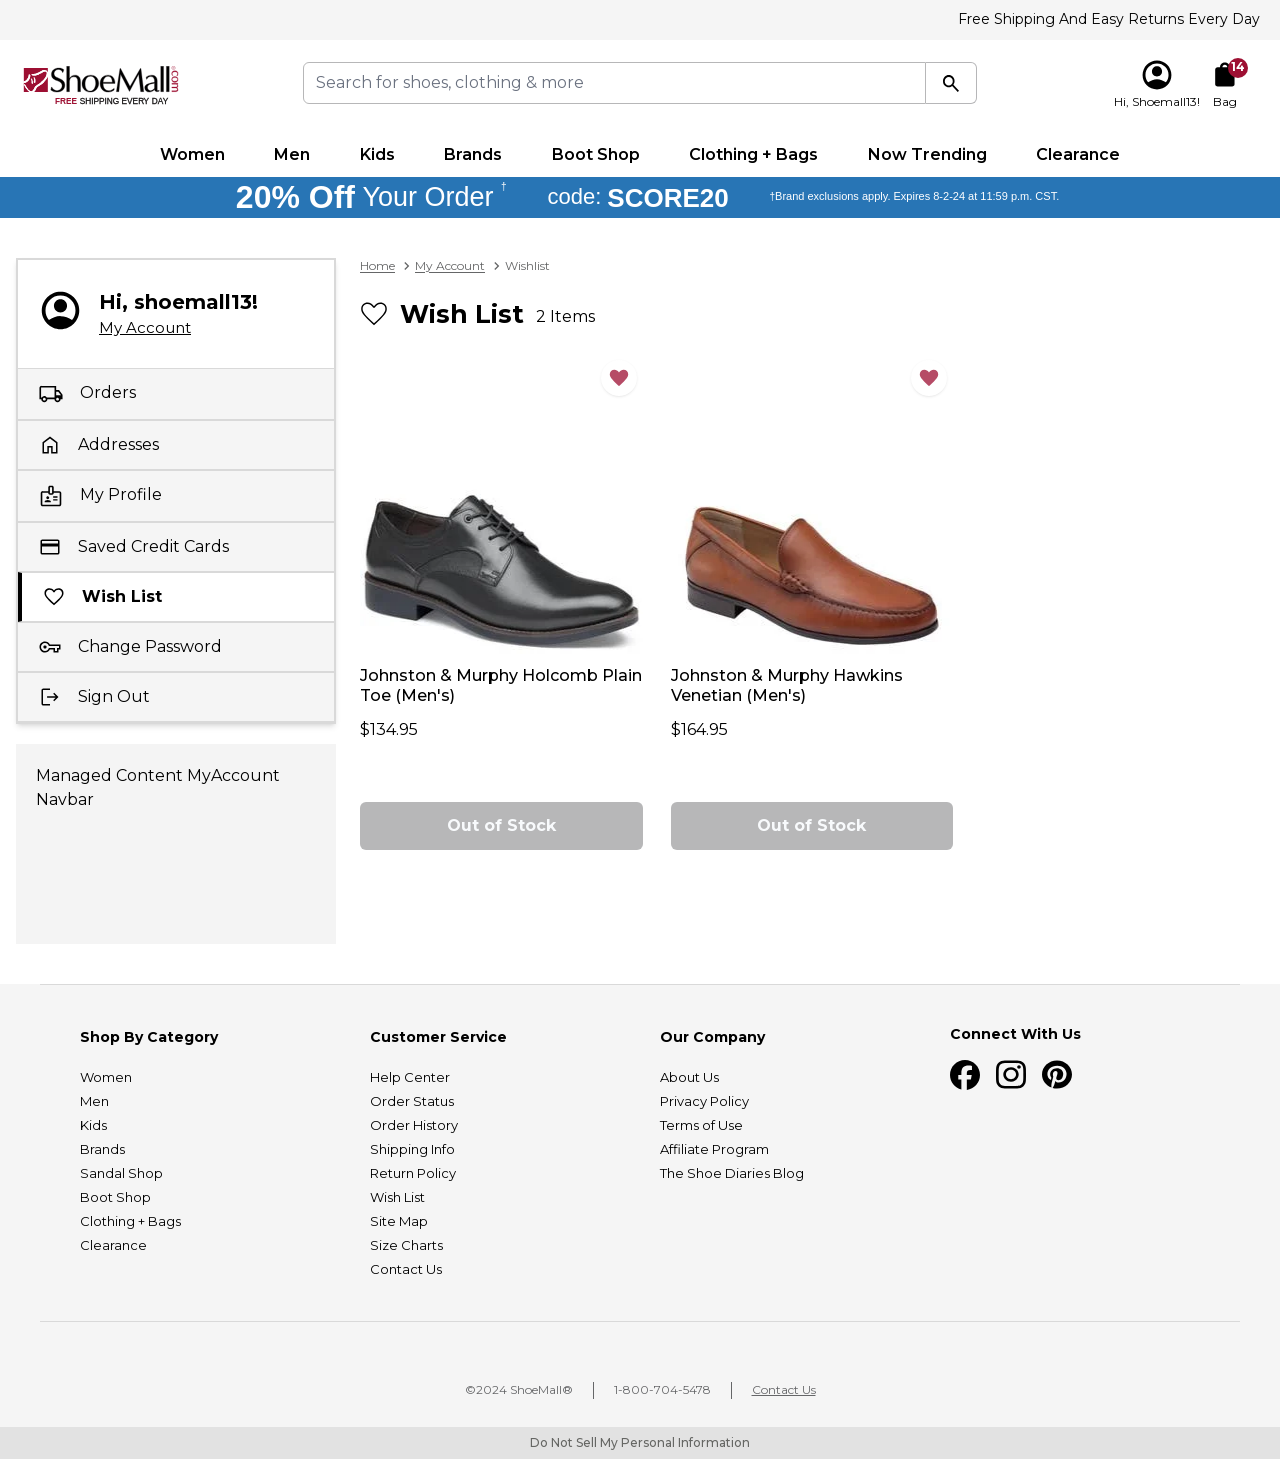 Free Shipping And Easy Returns Every Day
ShoeMall.com
FREE SHIPPING EVERY DAY
Search for shoes, clothing & more
14
Hi, Shoemall13!
Bag
Women
Men
Kids
Brands
Boot Shop
Clothing + Bags
Now Trending
Clearance
20% Off Your Order † code: SCORE20 †Brand exclusions apply. Expires 8-2-24 at 11:59 p.m. CST.
Hi, shoemall13!
My Account
Orders
Addresses
My Profile
Saved Credit Cards
Wish List
Change Password
Sign Out
Managed Content MyAccount
Navbar
Home > My Account > Wishlist
Wish List 2 Items
Johnston & Murphy Holcomb Plain
Toe (Men's)
$134.95
Out of Stock
Johnston & Murphy Hawkins
Venetian (Men's)
$164.95
Out of Stock
Shop By Category
Women
Men
Kids
Brands
Sandal Shop
Boot Shop
Clothing + Bags
Clearance
Customer Service
Help Center
Order Status
Order History
Shipping Info
Return Policy
Wish List
Site Map
Size Charts
Contact Us
Our Company
About Us
Privacy Policy
Terms of Use
Affiliate Program
The Shoe Diaries Blog
Connect With Us
©2024 ShoeMall®
1-800-704-5478
Contact Us
Do Not Sell My Personal Information